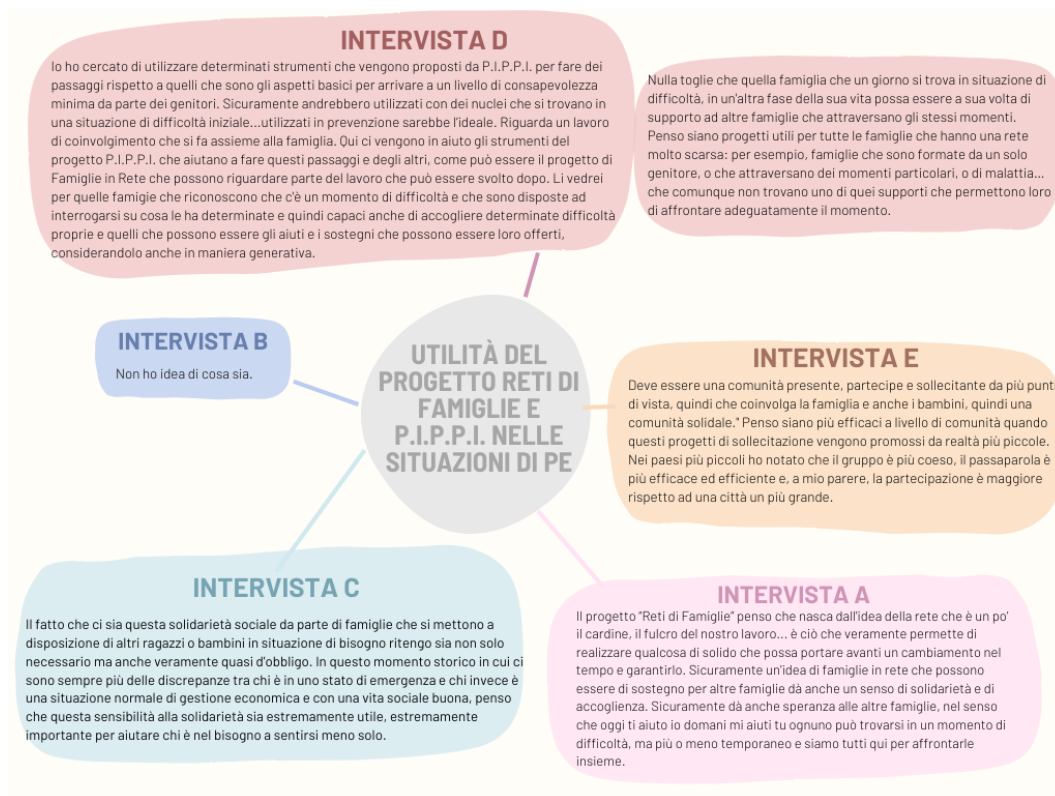 INTERVISTA D
Io ho cercato di utilizzare determinati strumenti che vengono proposti da P.I.P.P.I. per fare dei
passaggi rispetto a quelli che sono gli aspetti basici per arrivare a un livello di consapevolezza
minima da parte dei genitori. Sicuramente andrebbero utilizzati con dei nuclei che si trovano in
una situazione di difficoltà iniziale...utilizzati in prevenzione sarebbe l'ideale. Riguarda un lavoro
di coinvolgimento che si fa assieme alla famiglia. Qui ci vengono in aiuto gli strumenti del
progetto P.I.P.P.I. che aiutano a fare questi passaggi e degli altri, come può essere il progetto di
Famiglie in Rete che possono riguardare parte del lavoro che può essere svolto dopo. Li vedrei
per quelle famigie che riconoscono che c'è un momento di difficoltà e che sono disposte ad
interrogarsi su cosa le ha determinate e quindi capaci anche di accogliere determinate difficoltà
proprie e quelli che possono essere gli aiuti e i sostegni che possono essere loro offerti,
considerandolo anche in maniera generativa.
Nulla toglie che quella famiglia che un giorno si trova in situazione di
difficoltà, in un'altra fase della sua vita possa essere a sua volta di
supporto ad altre famiglie che attraversano gli stessi momenti.
Penso siano progetti utili per tutte le famiglie che hanno una rete
molto scarsa: per esempio, famiglie che sono formate da un solo
genitore, o che attraversano dei momenti particolari, o di malattia...
che comunque non trovano uno di quei supporti che permettono loro
di affrontare adeguatamente il momento.
INTERVISTA B
Non ho idea di cosa sia.
UTILITÀ DEL
PROGETTO RETI DI
FAMIGLIE E
P.I.P.P.I. NELLE
SITUAZIONI DI PE
INTERVISTA E
Deve essere una comunità presente, partecipe e sollecitante da più punti
di vista, quindi che coinvolga la famiglia e anche i bambini, quindi una
comunità solidale." Penso siano più efficaci a livello di comunità quando
questi progetti di sollecitazione vengono promossi da realtà più piccole.
Nei paesi più piccoli ho notato che il gruppo è più coeso, il passaparola è
più efficace ed efficiente e, a mio parere, la partecipazione è maggiore
rispetto ad una città un più grande.
INTERVISTA C
Il fatto che ci sia questa solidarietà sociale da parte di famiglie che si mettono a
disposizione di altri ragazzi o bambini in situazione di bisogno ritengo sia non solo
necessario ma anche veramente quasi d'obbligo. In questo momento storico in cui ci
sono sempre più delle discrepanze tra chi è in uno stato di emergenza e chi invece è
una situazione normale di gestione economica e con una vita sociale buona, penso
che questa sensibilità alla solidarietà sia estremamente utile, estremamente
importante per aiutare chi è nel bisogno a sentirsi meno solo.
INTERVISTA A
Il progetto "Reti di Famiglie" penso che nasca dall'idea della rete che è un po'
il cardine, il fulcro del nostro lavoro... è ciò che veramente permette di
realizzare qualcosa di solido che possa portare avanti un cambiamento nel
tempo e garantirlo. Sicuramente un'idea di famiglie in rete che possono
essere di sostegno per altre famiglie dà anche un senso di solidarietà e di
accoglienza. Sicuramente dà anche speranza alle altre famiglie, nel senso
che oggi ti aiuto io domani mi aiuti tu ognuno può trovarsi in un momento di
difficoltà, ma più o meno temporaneo e siamo tutti qui per affrontarle
insieme.